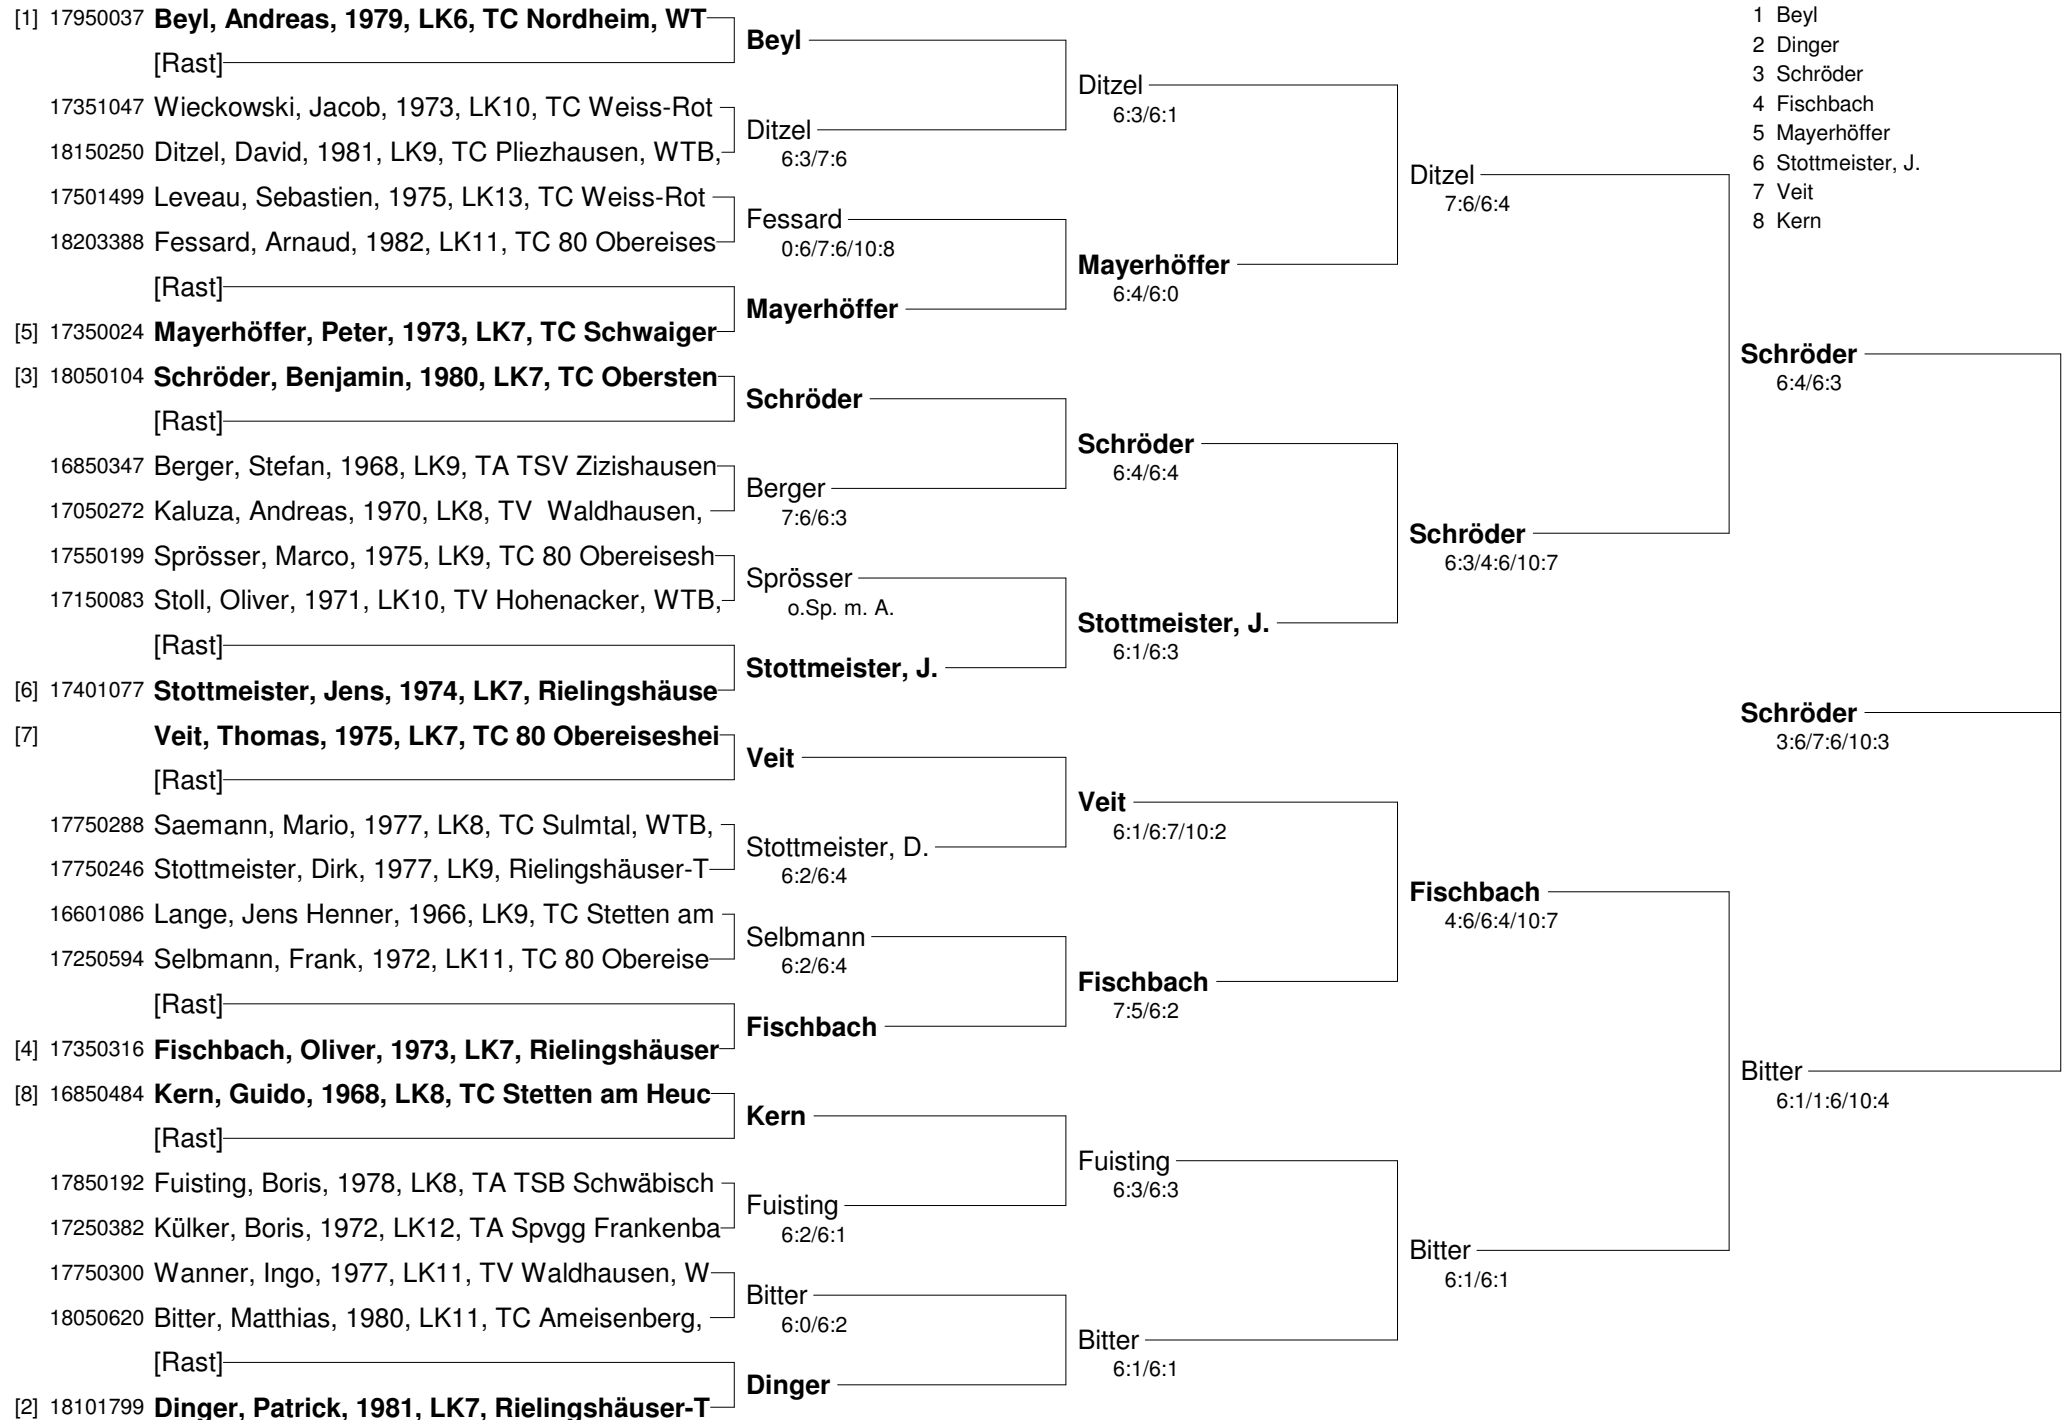 [1] 17950037 Beyl, Andreas, 1979, LK6, TC Nordheim, WT
[Rast]
17351047 Wieckowski, Jacob, 1973, LK10, TC Weiss-Rot
18150250 Ditzel, David, 1981, LK9, TC Pliezhausen, WTB,
17501499 Leveau, Sebastien, 1975, LK13, TC Weiss-Rot
18203388 Fessard, Arnaud, 1982, LK11, TC 80 Obereises
[Rast]
[5] 17350024 Mayerhöffer, Peter, 1973, LK7, TC Schwaiger
[3] 18050104 Schröder, Benjamin, 1980, LK7, TC Obersten
[Rast]
16850347 Berger, Stefan, 1968, LK9, TA TSV Zizishausen
17050272 Kaluza, Andreas, 1970, LK8, TV Waldhausen,
17550199 Sprösser, Marco, 1975, LK9, TC 80 Obereisesh
17150083 Stoll, Oliver, 1971, LK10, TV Hohenacker, WTB,
[Rast]
[6] 17401077 Stottmeister, Jens, 1974, LK7, Rielingshäuse
[7] Veit, Thomas, 1975, LK7, TC 80 Obereiseshei
[Rast]
17750288 Saemann, Mario, 1977, LK8, TC Sulmtal, WTB,
17750246 Stottmeister, Dirk, 1977, LK9, Rielingshäuser-T
16601086 Lange, Jens Henner, 1966, LK9, TC Stetten am
17250594 Selbmann, Frank, 1972, LK11, TC 80 Obereise
[Rast]
[4] 17350316 Fischbach, Oliver, 1973, LK7, Rielingshäuser
[8] 16850484 Kern, Guido, 1968, LK8, TC Stetten am Heuc
[Rast]
17850192 Fuisting, Boris, 1978, LK8, TA TSB Schwäbisch
17250382 Külker, Boris, 1972, LK12, TA Spvgg Frankenba
17750300 Wanner, Ingo, 1977, LK11, TV Waldhausen, W
18050620 Bitter, Matthias, 1980, LK11, TC Ameisenberg,
[Rast]
[2] 18101799 Dinger, Patrick, 1981, LK7, Rielingshäuser-T
Beyl
Ditzel
6:3/7:6
Fessard
0:6/7:6/10:8
Mayerhöffer
Schröder
Berger
7:6/6:3
Sprösser
o.Sp. m. A.
Stottmeister, J.
Veit
Stottmeister, D.
6:2/6:4
Selbmann
6:2/6:4
Fischbach
Kern
Fuisting
6:2/6:1
Bitter
6:0/6:2
Dinger
Ditzel
6:3/6:1
Mayerhöffer
6:4/6:0
Schröder
6:4/6:4
Stottmeister, J.
6:1/6:3
Veit
6:1/6:7/10:2
Fischbach
7:5/6:2
Fuisting
6:3/6:3
Bitter
6:1/6:1
Ditzel
7:6/6:4
Schröder
6:3/4:6/10:7
Fischbach
4:6/6:4/10:7
Bitter
6:1/6:1
1 Beyl
2 Dinger
3 Schröder
4 Fischbach
5 Mayerhöffer
6 Stottmeister, J.
7 Veit
8 Kern
Schröder
6:4/6:3
Schröder
3:6/7:6/10:3
Bitter
6:1/1:6/10:4